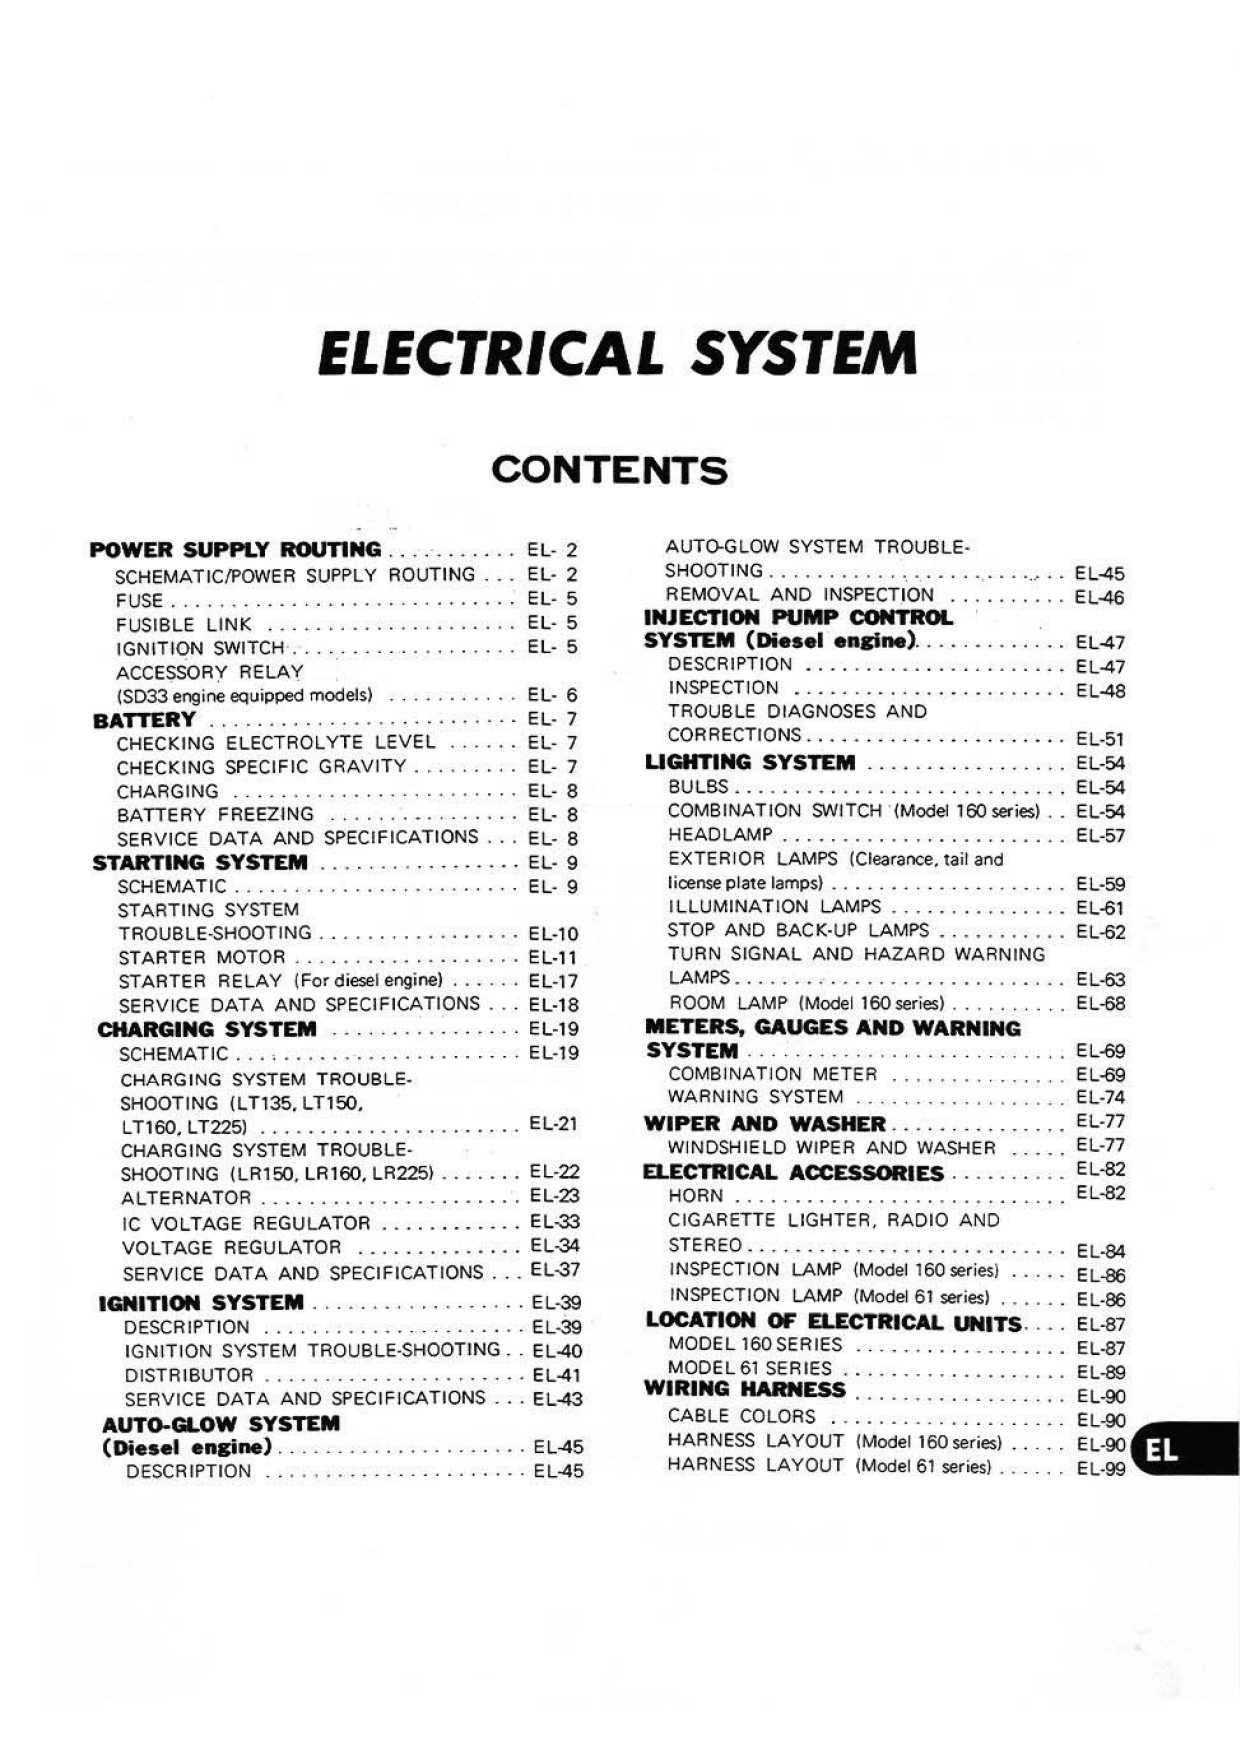 ELECTRICAL SYSTEM
CONTENTS
POWER SUPPLY ROUTING ........... EL- 2
SCHEMATIC/POWER SUPPLY ROUTING ... EL- 2
FUSE ............................. EL- 5
FUSIBLE LINK ..................... EL- 5
IGNITION SWITCH ................... EL- 5
ACCESSORY RELAY
(SD33 engine equipped models) ........... EL- 6
BATTERY .......................... EL- 7
CHECKING ELECTROLYTE LEVEL ...... EL- 7
CHECKING SPECIFIC GRAVITY ......... EL- 7
CHARGING ........................ EL- 8
BATTERY FREEZING ................ EL- 8
SERVICE DATA AND SPECIFICATIONS ... EL- 8
STARTING SYSTEM ................. EL- 9
SCHEMATIC ........................ EL- 9
STARTING SYSTEM
TROUBLE-SHOOTING ................. EL-10
STARTER MOTOR ................... EL-11
STARTER RELAY (For diesel engine) ...... EL-17
SERVICE DATA AND SPECIFICATIONS ... EL-18
CHARGING SYSTEM ................ EL-19
SCHEMATIC ........................ EL-19
CHARGING SYSTEM TROUBLE-
SHOOTING (LT135, LT150,
LT160, LT225) ...................... EL-21
CHARGING SYSTEM TROUBLE-
SHOOTING (LR150, LR160, LR225) ....... EL-22
ALTERNATOR ...................... EL-23
IC VOLTAGE REGULATOR ............ EL-33
VOLTAGE REGULATOR .............. EL-34
SERVICE DATA AND SPECIFICATIONS ... EL-37
IGNITION SYSTEM .................. EL-39
DESCRIPTION ...................... EL-39
IGNITION SYSTEM TROUBLE-SHOOTING .. EL-40
DISTRIBUTOR ...................... EL-41
SERVICE DATA AND SPECIFICATIONS ... EL-43
AUTO-GLOW SYSTEM
(Diesel engine) ..................... EL-45
DESCRIPTION ...................... EL-45
AUTO-GLOW SYSTEM TROUBLE-
SHOOTING ......................... EL-45
REMOVAL AND INSPECTION .......... EL-46
INJECTION PUMP CONTROL
SYSTEM (Diesel engine). ............ EL-47
DESCRIPTION ...................... EL-47
INSPECTION ....................... EL-48
TROUBLE DIAGNOSES AND
CORRECTIONS ...................... EL-51
LIGHTING SYSTEM ................. EL-54
BULBS ............................ EL-54
COMBINATION SWITCH (Model 160 series) .. EL-54
HEADLAMP ........................ EL-57
EXTERIOR LAMPS (Clearance, tail and
license plate lamps) .................... EL-59
ILLUMINATION LAMPS ............... EL-61
STOP AND BACK-UP LAMPS ........... EL-62
TURN SIGNAL AND HAZARD WARNING
LAMPS ............................ EL-63
ROOM LAMP (Model 160 series) .......... EL-68
METERS, GAUGES AND WARNING
SYSTEM ........................... EL-69
COMBINATION METER ............... EL-69
WARNING SYSTEM .................. EL-74
WIPER AND WASHER ............... EL-77
WINDSHIELD WIPER AND WASHER ..... EL-77
ELECTRICAL ACCESSORIES .......... EL-82
HORN ............................ EL-82
CIGARETTE LIGHTER, RADIO AND
STEREO ........................... EL-84
INSPECTION LAMP (Model 160 series) ..... EL-86
INSPECTION LAMP (Model 61 series) ...... EL-86
LOCATION OF ELECTRICAL UNITS .... EL-87
MODEL 160 SERIES .................. EL-87
MODEL 61 SERIES ................... EL-89
WIRING HARNESS .................. EL-90
CABLE COLORS .................... EL-90
HARNESS LAYOUT (Model 160 series) ..... EL-90
HARNESS LAYOUT (Model 61 series) ...... EL-99
EL